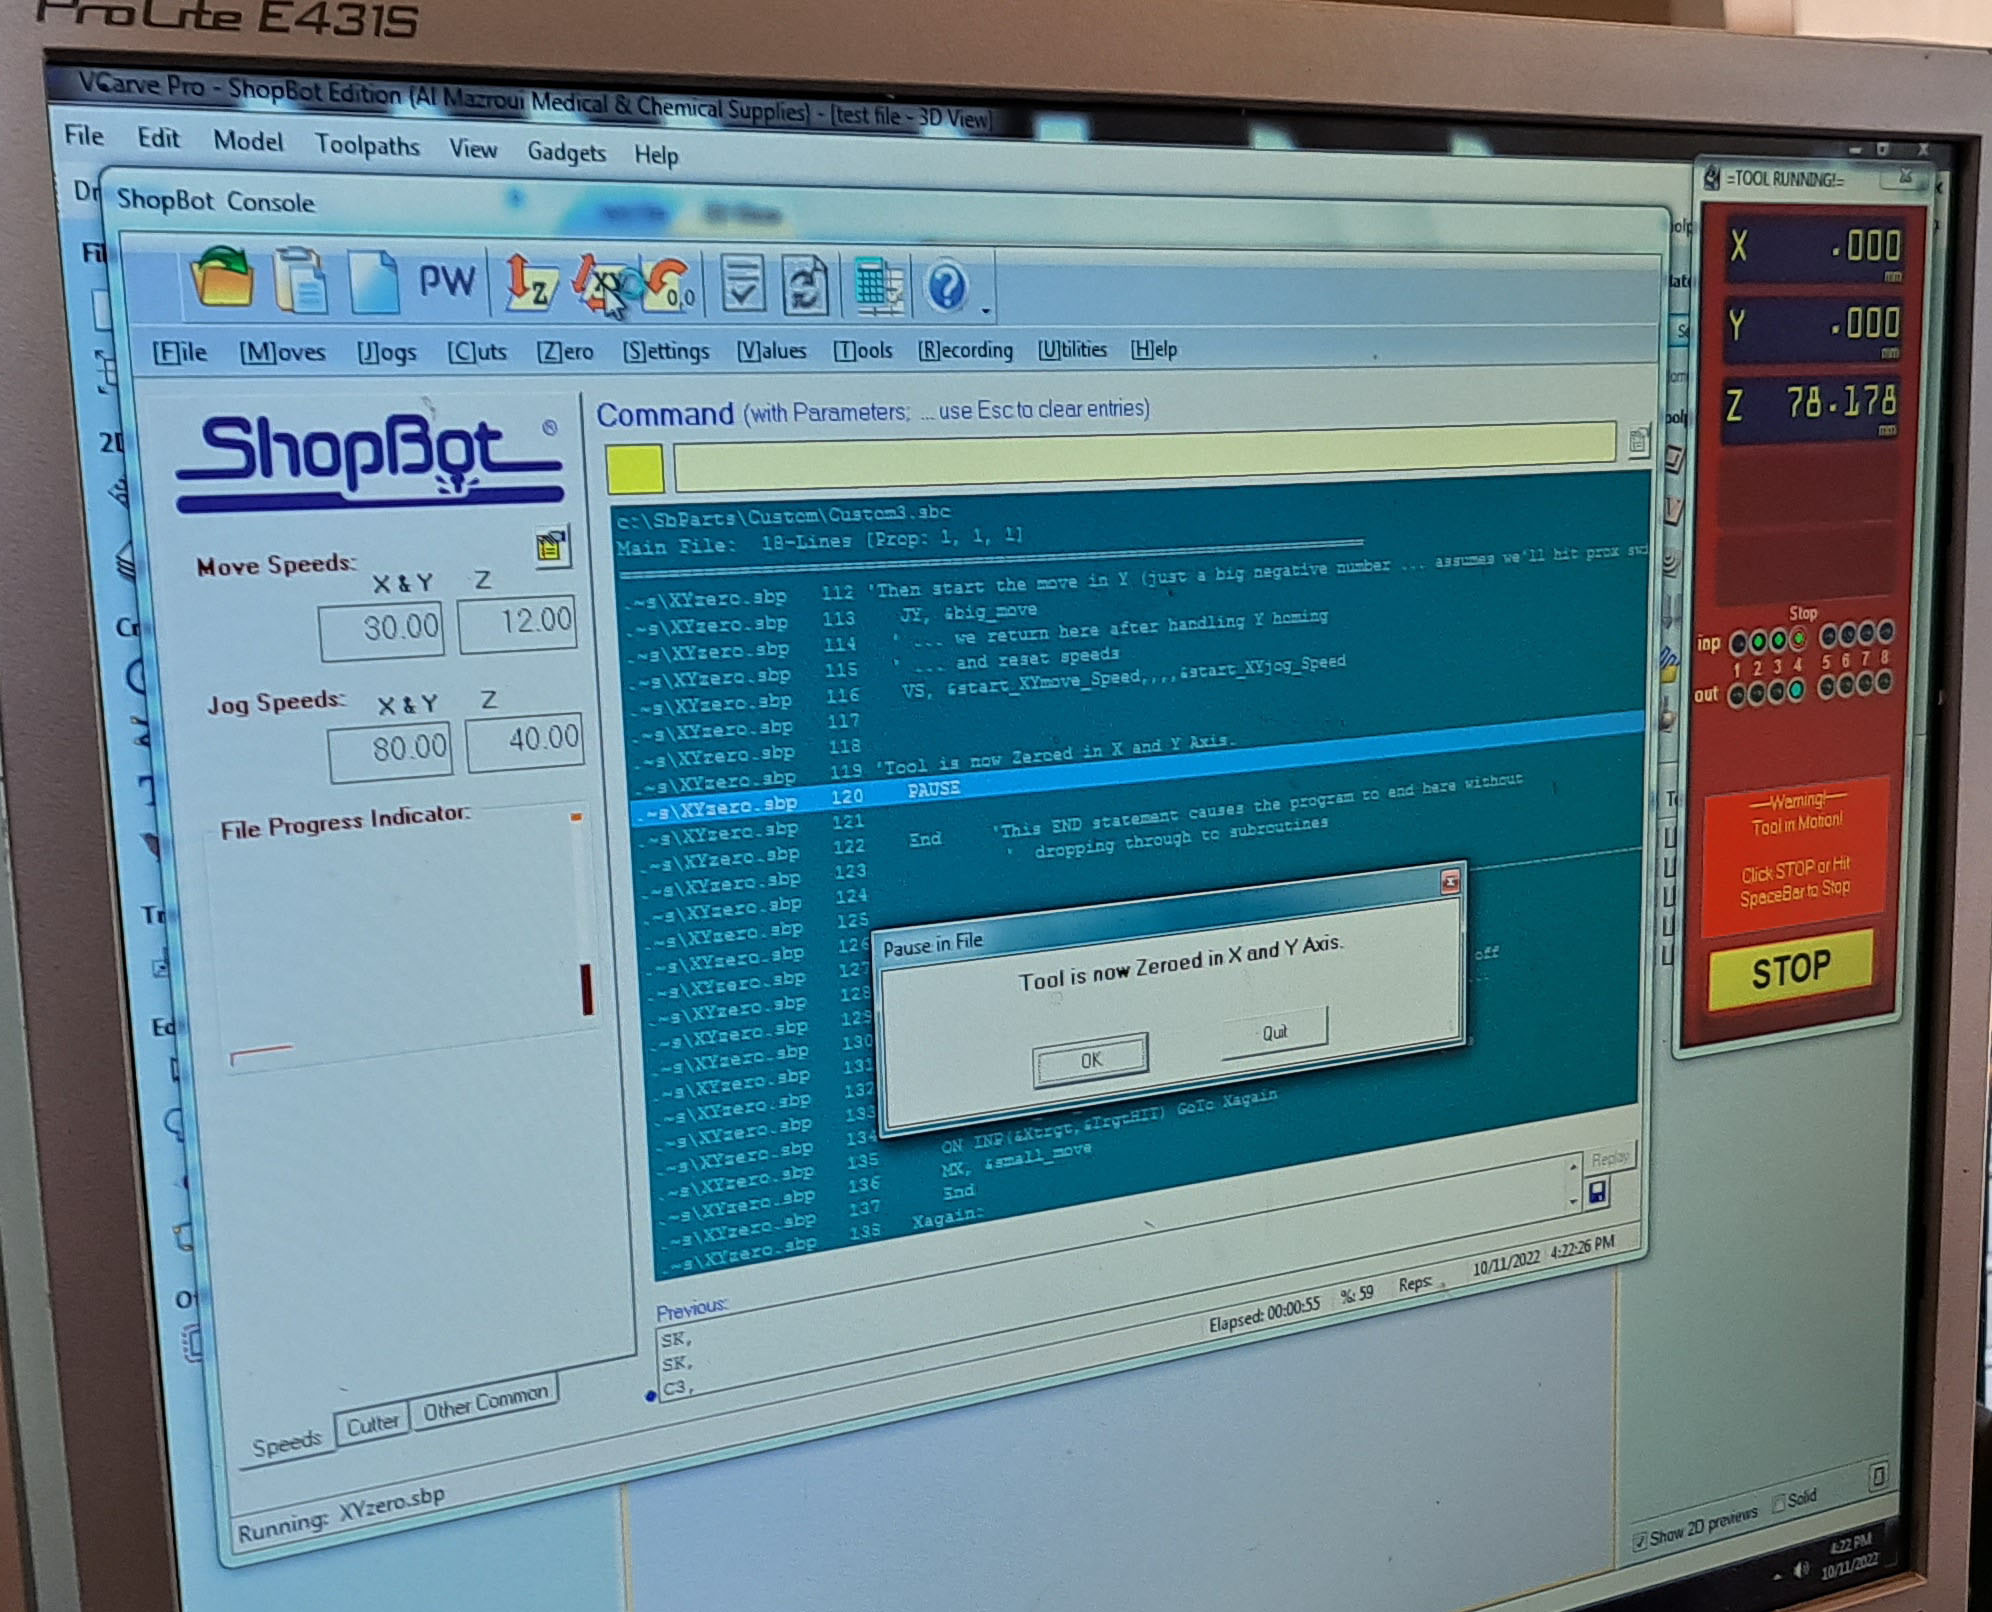 ProLite E431S
VCarve Pro - ShopBot Edition {Al Mazroui Medical & Chemical Supplies} - [test file - 3D View]
File Edit Model Toolpaths View Gadgets Help
ShopBot Console
PW Z XY 0,0
[F]ile [M]oves [J]ogs [C]uts [Z]ero [S]ettings [V]alues [T]ools [R]ecording [U]tilities [H]elp
ShopBot ®
Command (with Parameters; ... use Esc to clear entries)
c:\SbParts\Custom\Custom3.sbc
Main File: 18-Lines [Prop: 1, 1, 1]
.~s\XYzero.sbp 112 'Then start the move in Y (just a big negative number ... assumes we'll hit prox
.~s\XYzero.sbp 113 JY, &big_move
.~s\XYzero.sbp 114 ' ... we return here after handling Y homing
.~s\XYzero.sbp 115 ' ... and reset speeds
.~s\XYzero.sbp 116 VS, &start_XYmove_Speed,,,,&start_XYjog_Speed
.~s\XYzero.sbp 117
.~s\XYzero.sbp 118
.~s\XYzero.sbp 119 'Tool is now Zeroed in X and Y Axis.
.~s\XYzero.sbp 120 PAUSE
.~s\XYzero.sbp 121
.~s\XYzero.sbp 122 End 'This END statement causes the program to end here without
.~s\XYzero.sbp 123 ' dropping through to subroutines
.~s\XYzero.sbp 124
.~s\XYzero.sbp 125
.~s\XYzero.sbp 126
.~s\XYzero.sbp 127
.~s\XYzero.sbp 128 off
.~s\XYzero.sbp 129
.~s\XYzero.sbp 130
.~s\XYzero.sbp 131
.~s\XYzero.sbp 132
.~s\XYzero.sbp 133
.~s\XYzero.sbp 134 ON INP(&Xtrgt,&TrgtHIT) GoTo Xagain
.~s\XYzero.sbp 135 MX, &small_move
.~s\XYzero.sbp 136 End
.~s\XYzero.sbp 137 Xagain:
.~s\XYzero.sbp 138
Pause in File
Tool is now Zeroed in X and Y Axis.
OK Quit
Move Speeds:
X & Y Z
30.00 12.00
Jog Speeds: X & Y Z
80.00 40.00
File Progress Indicator:
Replay
Previous:
SK,
SK,
C3,
Elapsed: 00:00:55 %: 59 Reps: 10/11/2022 4:22:26 PM
Speeds Cutter Other Common
Running: XYzero.sbp
=TOOL RUNNING!=
X .000
mm
Y .000
mm
Z 78.178
mm
Stop
inp
1 2 3 4 5 6 7 8
out
—Warning!—
Tool in Motion!
Click STOP or Hit
SpaceBar to Stop
STOP
Show 2D previews Solid
4:22 PM
10/11/2022